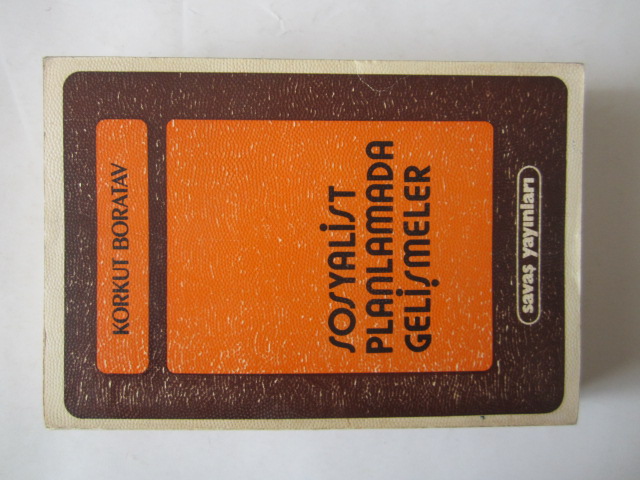 KORKUT BORATAV
SOSYALİST
PLANLAMADA
GELİŞMELER
savaş yayınları